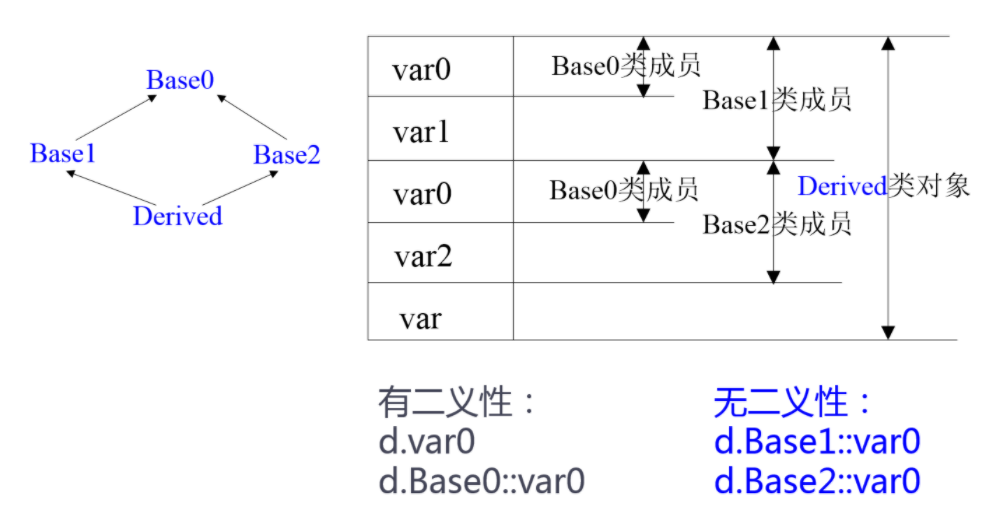 Base0
Base1
Base2
Derived
var0
Base0类成员
Base1类成员
var1
var0
Base0类成员
Derived类对象
Base2类成员
var2
var
有二义性：
d.var0
d.Base0::var0
无二义性：
d.Base1::var0
d.Base2::var0